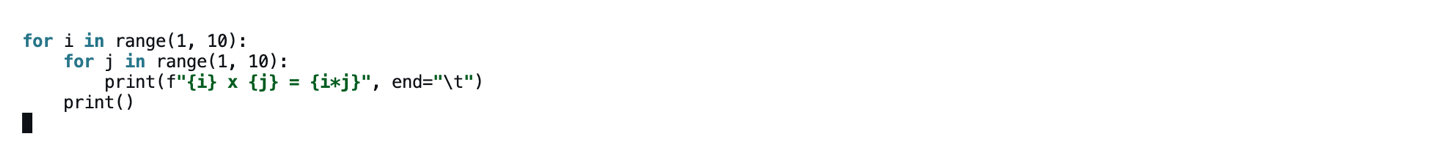 for i in range(1, 10):
    for j in range(1, 10):
        print(f"{i} x {j} = {i*j}", end="\t")
    print()